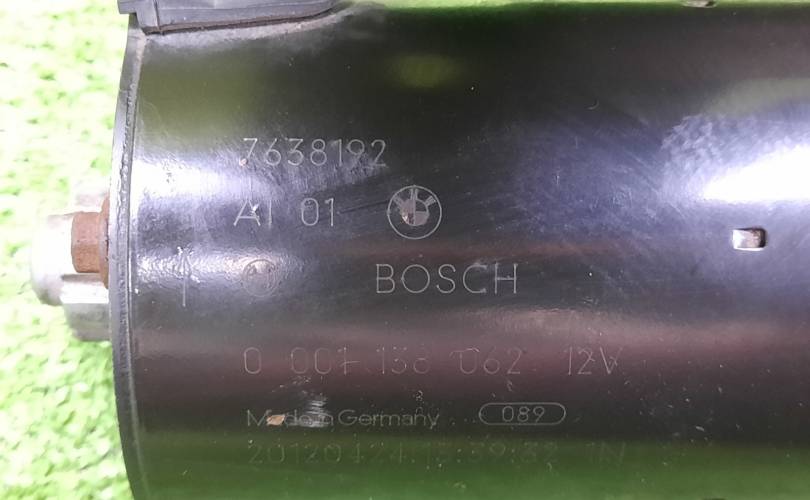 7638192
AI 01
BOSCH
0 001 138 062 12V
Made in Germany 089